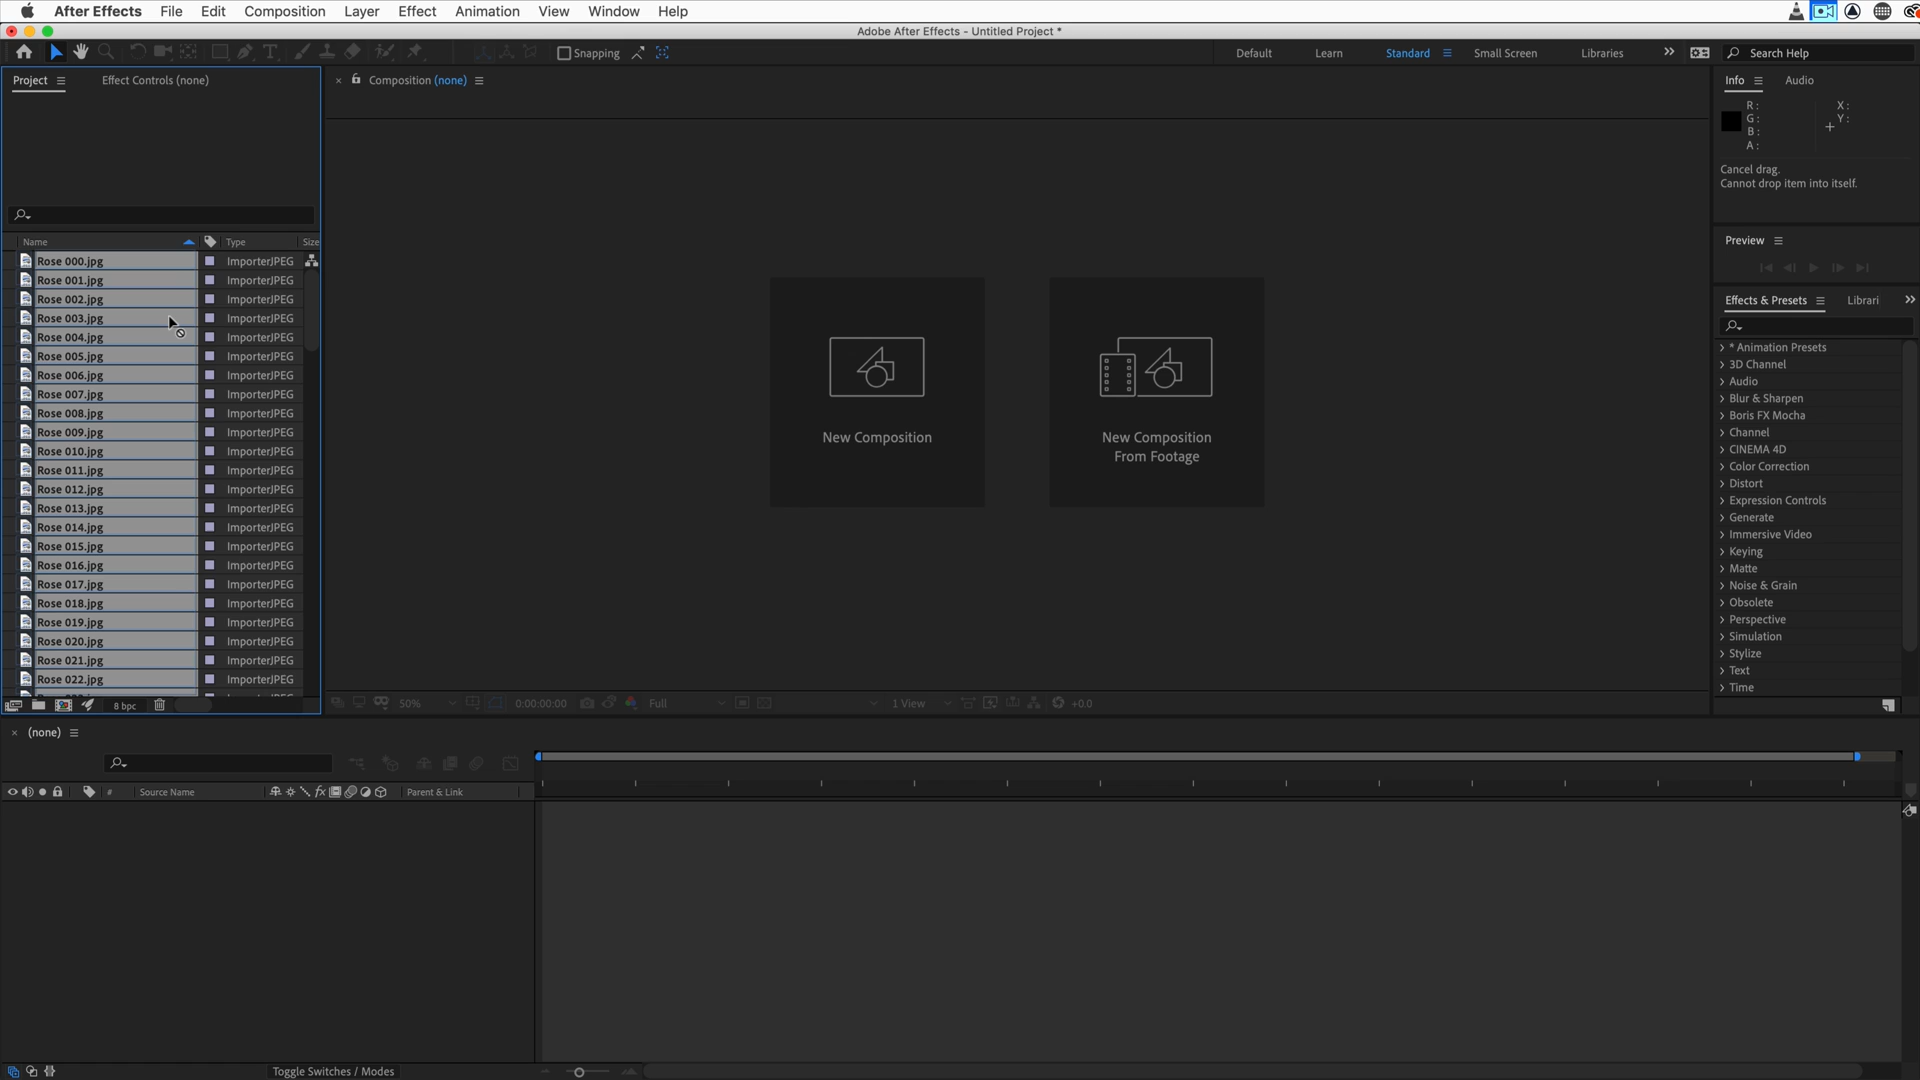 After Effects File Edit Composition Layer Effect Animation View Window Help
Adobe After Effects - Untitled Project *
Snapping Default Learn Standard Small Screen Libraries Search Help
Project Effect Controls (none)
Composition (none)
Info Audio
R :
G :
B :
A :
X :
Y :
Cancel drag.
Cannot drop item into itself.
Preview
Name Type Size
Rose 000.jpg ImporterJPEG
Rose 001.jpg ImporterJPEG
Rose 002.jpg ImporterJPEG
Rose 003.jpg ImporterJPEG
Rose 004.jpg ImporterJPEG
Rose 005.jpg ImporterJPEG
Rose 006.jpg ImporterJPEG
Rose 007.jpg ImporterJPEG
Rose 008.jpg ImporterJPEG
Rose 009.jpg ImporterJPEG
Rose 010.jpg ImporterJPEG
Rose 011.jpg ImporterJPEG
Rose 012.jpg ImporterJPEG
Rose 013.jpg ImporterJPEG
Rose 014.jpg ImporterJPEG
Rose 015.jpg ImporterJPEG
Rose 016.jpg ImporterJPEG
Rose 017.jpg ImporterJPEG
Rose 018.jpg ImporterJPEG
Rose 019.jpg ImporterJPEG
Rose 020.jpg ImporterJPEG
Rose 021.jpg ImporterJPEG
Rose 022.jpg ImporterJPEG
8 bpc
New Composition
New Composition
From Footage
50% 0:00:00:00 Full 1 View +0.0
Effects & Presets Librari
* Animation Presets
3D Channel
Audio
Blur & Sharpen
Boris FX Mocha
Channel
CINEMA 4D
Color Correction
Distort
Expression Controls
Generate
Immersive Video
Keying
Matte
Noise & Grain
Obsolete
Perspective
Simulation
Stylize
Text
Time
(none)
# Source Name fx Parent & Link
Toggle Switches / Modes